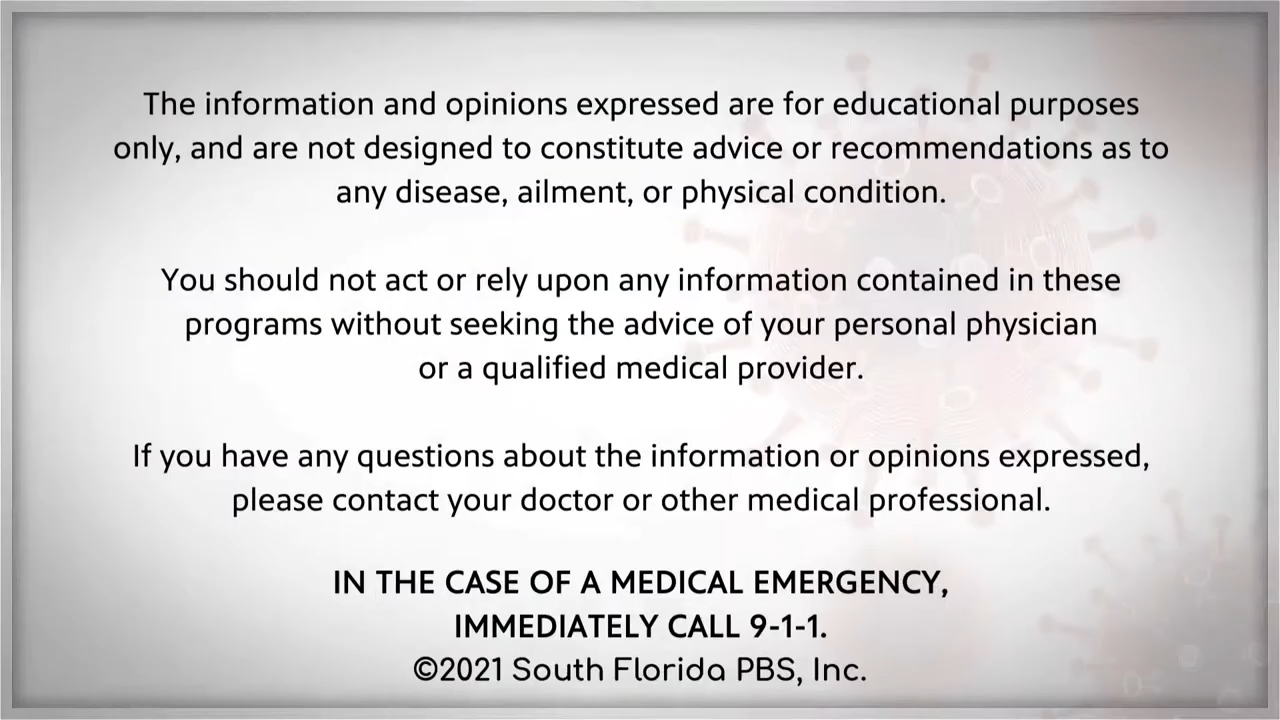 The information and opinions expressed are for educational purposes
only, and are not designed to constitute advice or recommendations as to
any disease, ailment, or physical condition.
You should not act or rely upon any information contained in these
programs without seeking the advice of your personal physician
or a qualified medical provider.
If you have any questions about the information or opinions expressed,
please contact your doctor or other medical professional.
IN THE CASE OF A MEDICAL EMERGENCY,
IMMEDIATELY CALL 9-1-1.
©2021 South Florida PBS, Inc.